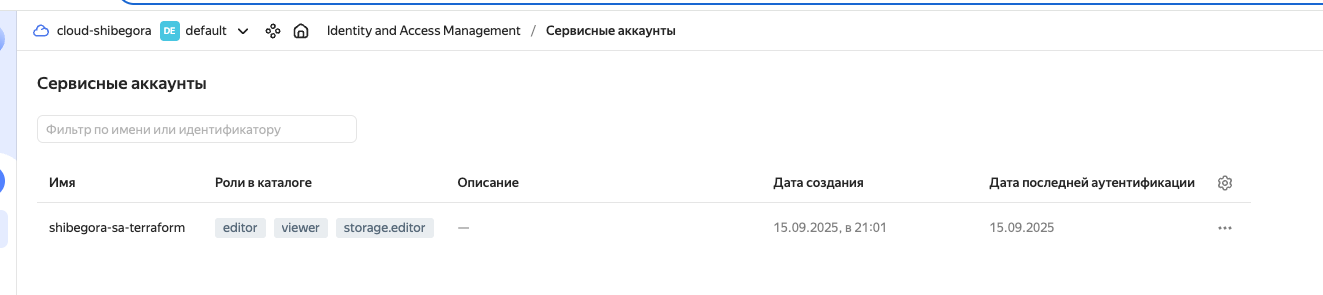 cloud-shibegora DE default Identity and Access Management / Сервисные аккаунты
Сервисные аккаунты
Фильтр по имени или идентификатору
Имя Роли в каталоге Описание Дата создания Дата последней аутентификации
shibegora-sa-terraform editor viewer storage.editor — 15.09.2025, в 21:01 15.09.2025